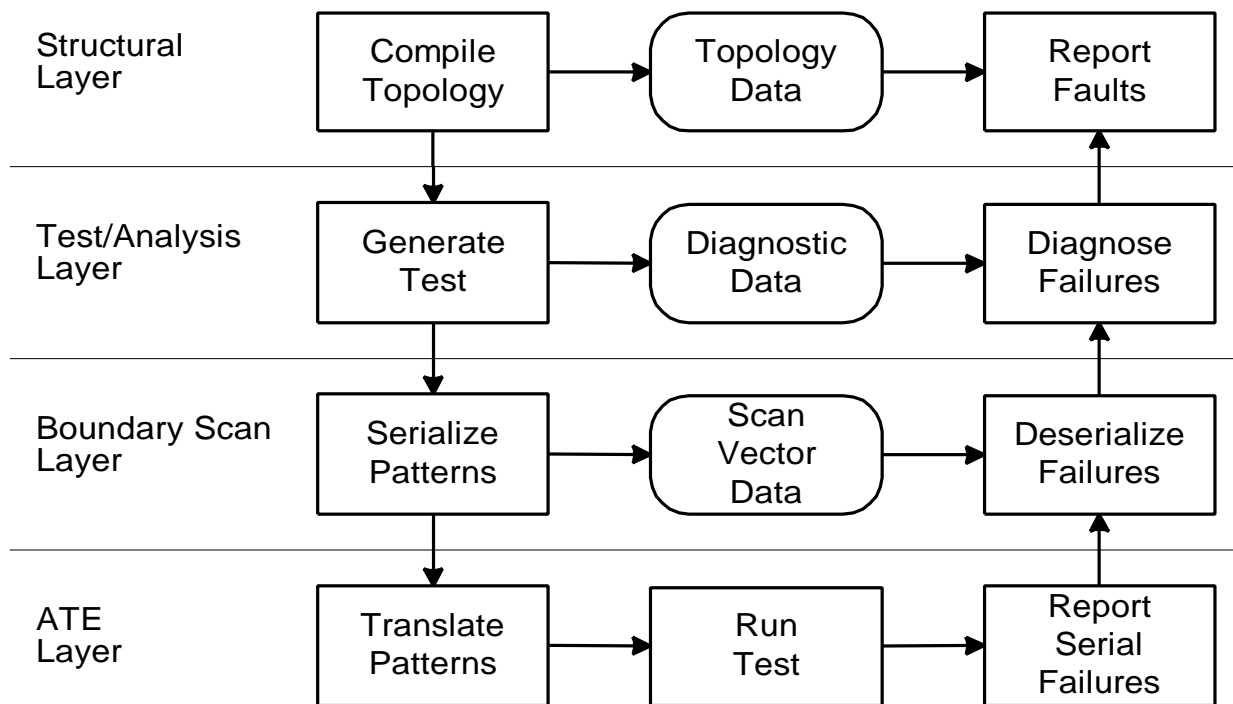 Structural
Layer
Compile
Topology
Topology
Data
Report
Faults
Test/Analysis
Layer
Generate
Test
Diagnostic
Data
Diagnose
Failures
Boundary Scan
Layer
Serialize
Patterns
Scan
Vector
Data
Deserialize
Failures
ATE
Layer
Translate
Patterns
Run
Test
Report
Serial
Failures